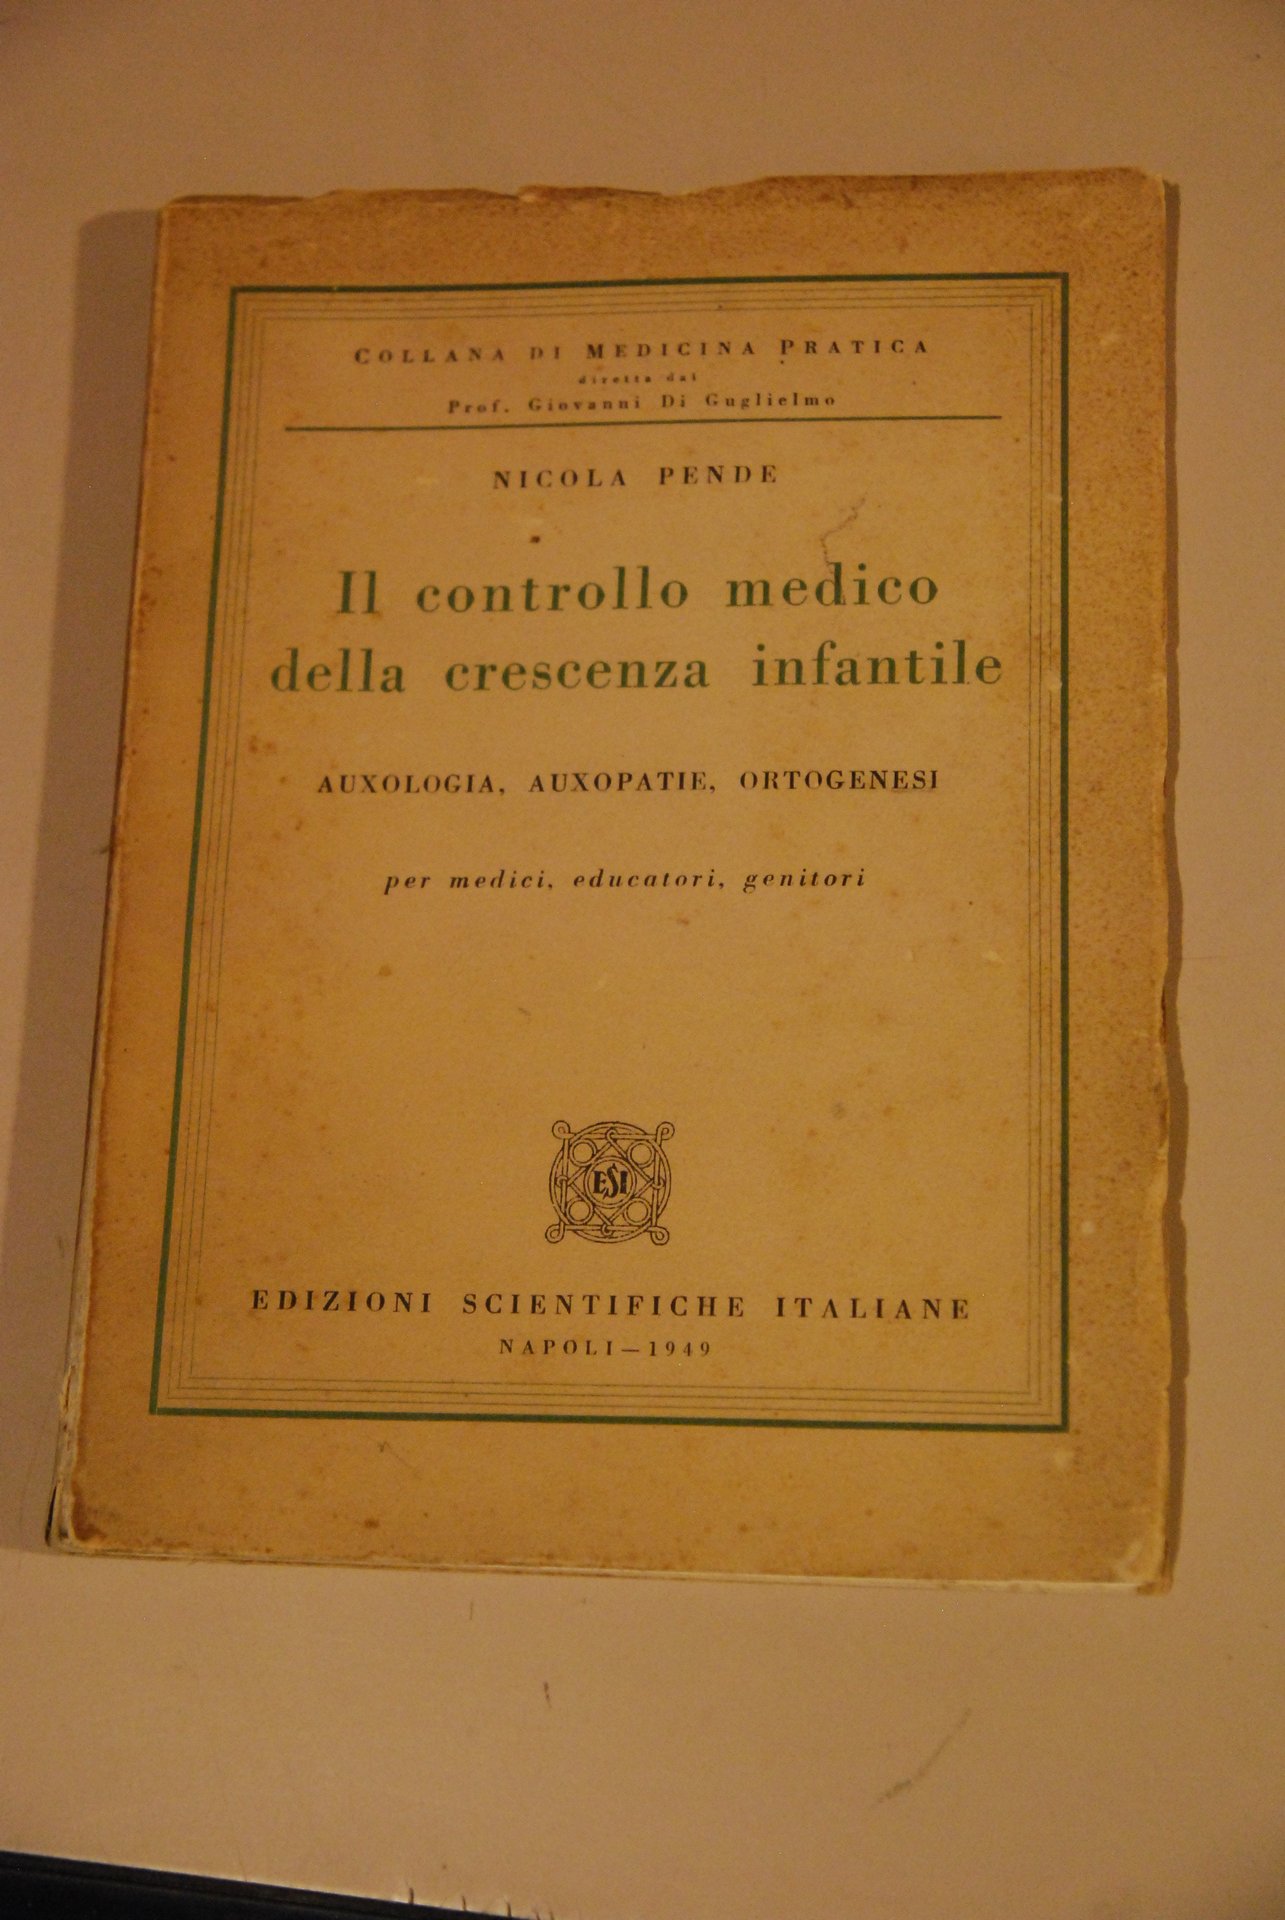 COLLANA DI MEDICINA PRATICA
diretta dal
Prof. Giovanni Di Guglielmo
NICOLA PENDE
Il controllo medico
della crescenza infantile
AUXOLOGIA, AUXOPATIE, ORTOGENESI
per medici, educatori, genitori
ESI
EDIZIONI SCIENTIFICHE ITALIANE
NAPOLI — 1949